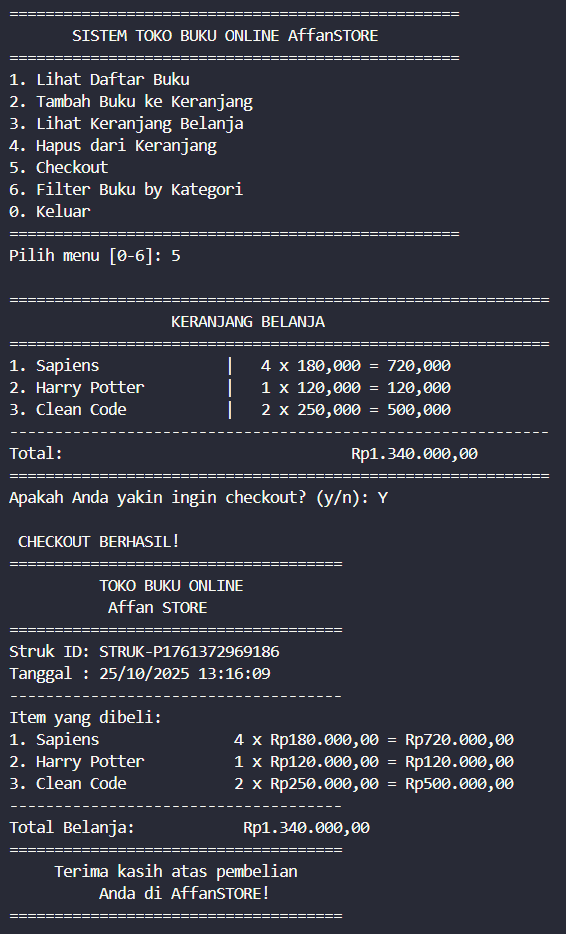 ==================================================
SISTEM TOKO BUKU ONLINE AffanSTORE
==================================================
1. Lihat Daftar Buku
2. Tambah Buku ke Keranjang
3. Lihat Keranjang Belanja
4. Hapus dari Keranjang
5. Checkout
6. Filter Buku by Kategori
0. Keluar
==================================================
Pilih menu [0-6]: 5
============================================================
KERANJANG BELANJA
============================================================
1. Sapiens              |   4 x 180,000 = 720,000
2. Harry Potter         |   1 x 120,000 = 120,000
3. Clean Code           |   2 x 250,000 = 500,000
------------------------------------------------------------
Total:                                Rp1.340.000,00
============================================================
Apakah Anda yakin ingin checkout? (y/n): Y
CHECKOUT BERHASIL!
=====================================
TOKO BUKU ONLINE
Affan STORE
=====================================
Struk ID: STRUK-P1761372969186
Tanggal : 25/10/2025 13:16:09
-------------------------------------
Item yang dibeli:
1. Sapiens               4 x Rp180.000,00 = Rp720.000,00
2. Harry Potter          1 x Rp120.000,00 = Rp120.000,00
3. Clean Code            2 x Rp250.000,00 = Rp500.000,00
-------------------------------------
Total Belanja:            Rp1.340.000,00
=====================================
Terima kasih atas pembelian
Anda di AffanSTORE!
=====================================